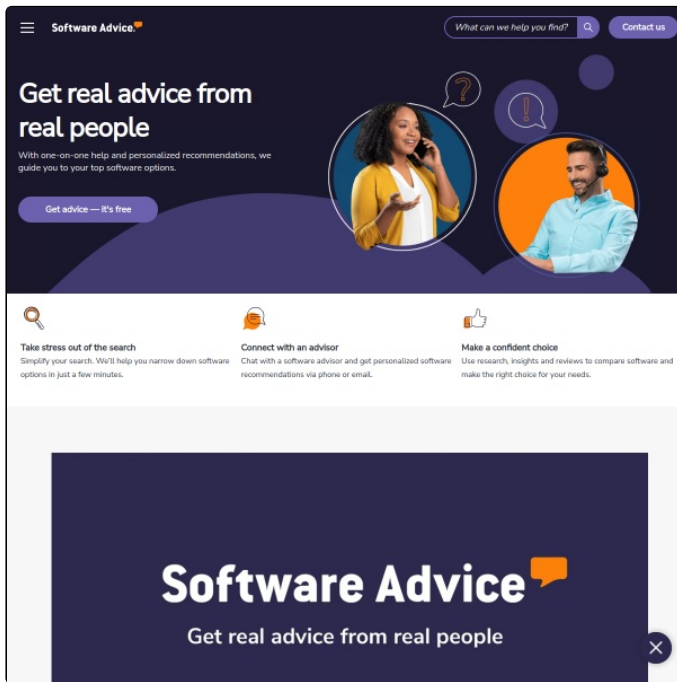 Software Advice.
What can we help you find?
Contact us
Get real advice from
real people
With one-on-one help and personalized recommendations, we
guide you to your top software options.
Get advice — it's free
?
!
Take stress out of the search
Simplify your search. We'll help you narrow down software
options in just a few minutes.
Connect with an advisor
Chat with a software advisor and get personalized software
recommendations via phone or email.
Make a confident choice
Use research, insights and reviews to compare software and
make the right choice for your needs.
Software Advice
Get real advice from real people